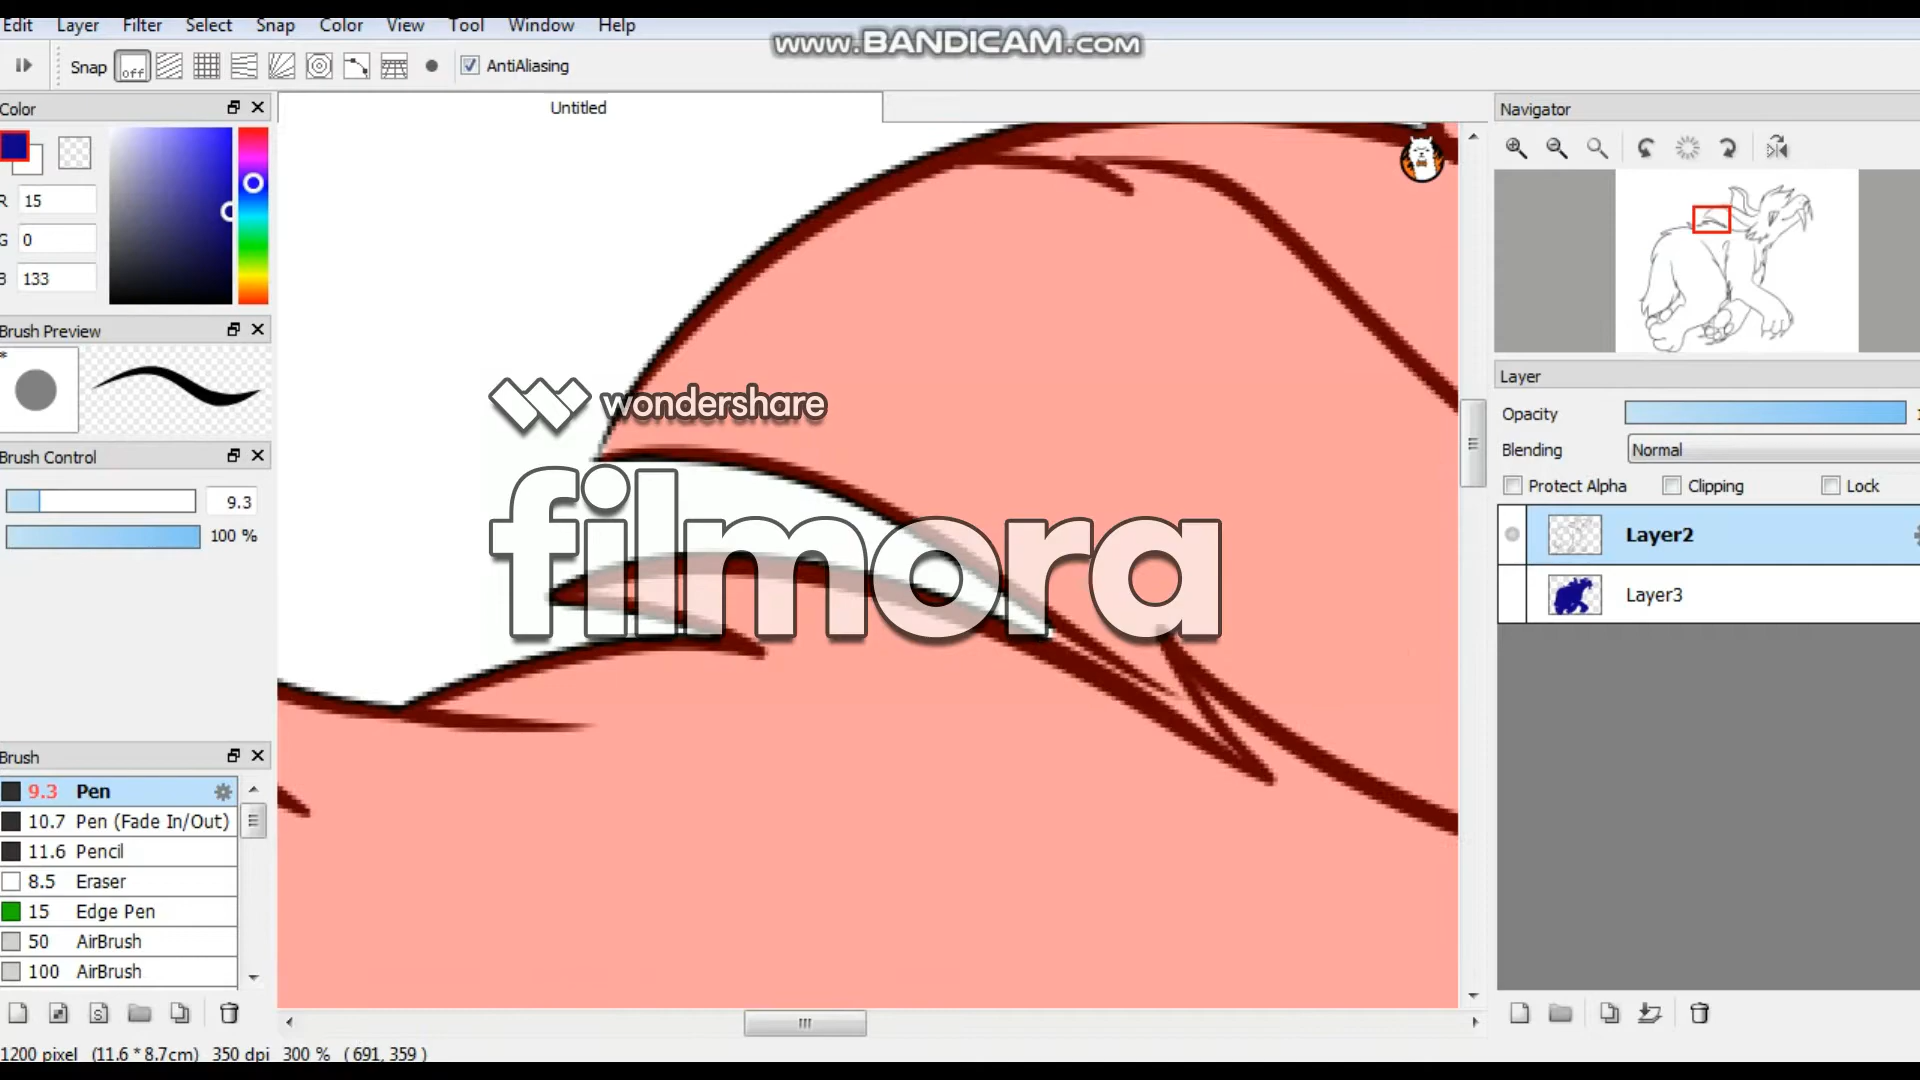 Edit Layer Filter Select Snap Color View Tool Window Help
www.BANDICAM.com
Snap off AntiAliasing
Color
Untitled
Navigator
R 15
G 0
B 133
Brush Preview
*
Layer
Opacity
Blending Normal
Protect Alpha Clipping Lock
Brush Control
9.3
100 %
wondershare
filmora
Layer2
Layer3
Brush
9.3 Pen
10.7 Pen (Fade In/Out)
11.6 Pencil
8.5 Eraser
15 Edge Pen
50 AirBrush
100 AirBrush
1200 pixel (11.6 * 8.7cm) 350 dpi 300 % ( 691, 359 )